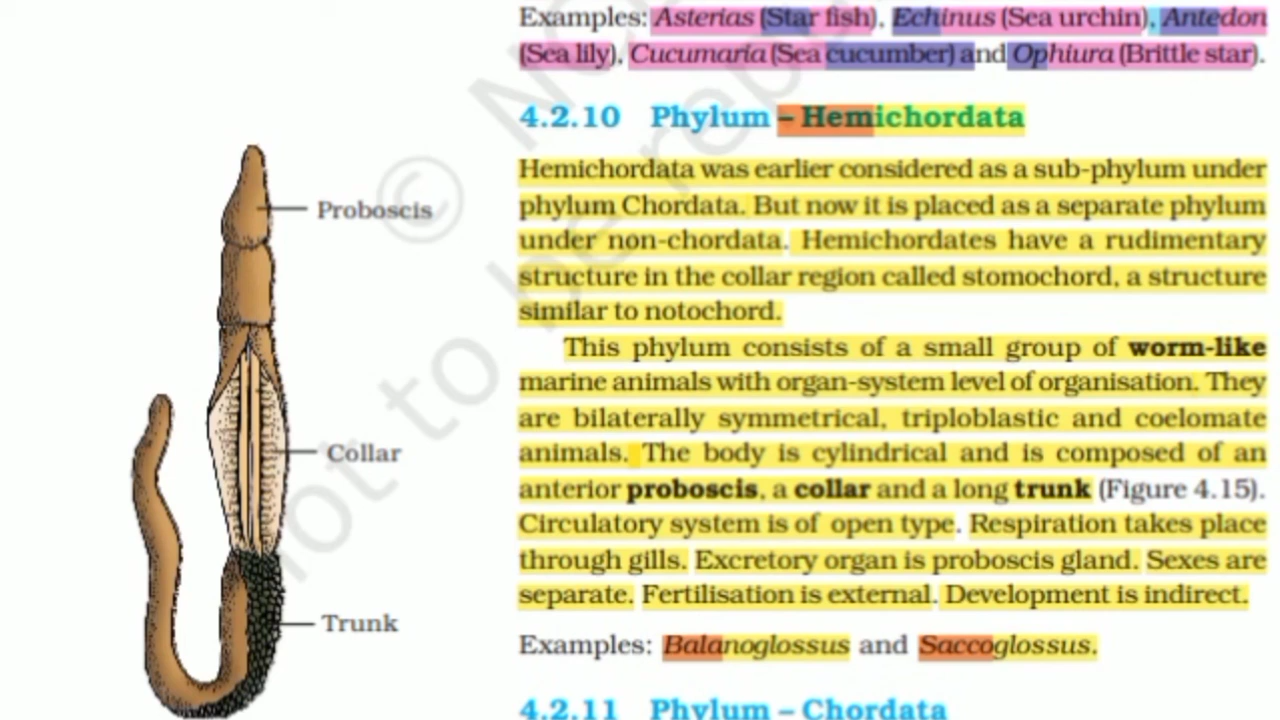 Examples: Asterias (Star fish), Echinus (Sea urchin), Antedon
(Sea lily), Cucumaria (Sea cucumber) and Ophiura (Brittle star).
4.2.10 Phylum – Hemichordata
Hemichordata was earlier considered as a sub-phylum under
phylum Chordata. But now it is placed as a separate phylum
under non-chordata. Hemichordates have a rudimentary
structure in the collar region called stomochord, a structure
similar to notochord.
This phylum consists of a small group of worm-like
marine animals with organ-system level of organisation. They
are bilaterally symmetrical, triploblastic and coelomate
animals. The body is cylindrical and is composed of an
anterior proboscis, a collar and a long trunk (Figure 4.15).
Circulatory system is of open type. Respiration takes place
through gills. Excretory organ is proboscis gland. Sexes are
separate. Fertilisation is external. Development is indirect.
Examples: Balanoglossus and Saccoglossus.
4.2.11 Phylum – Chordata
Proboscis
Collar
Trunk
©
not to be rep